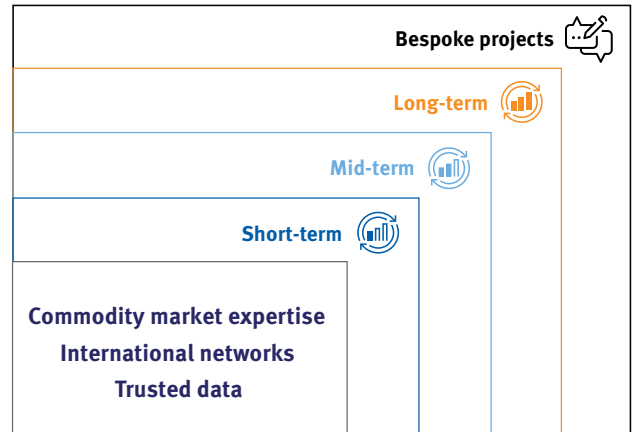 Bespoke projects
Long-term
Mid-term
Short-term
Commodity market expertise
International networks
Trusted data